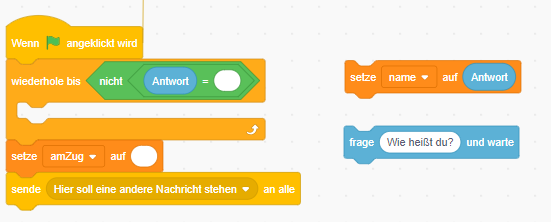 Wenn angeklickt wird
wiederhole bis nicht Antwort =
setze amZug auf
sende Hier soll eine andere Nachricht stehen an alle
setze name auf Antwort
frage Wie heißt du? und warte